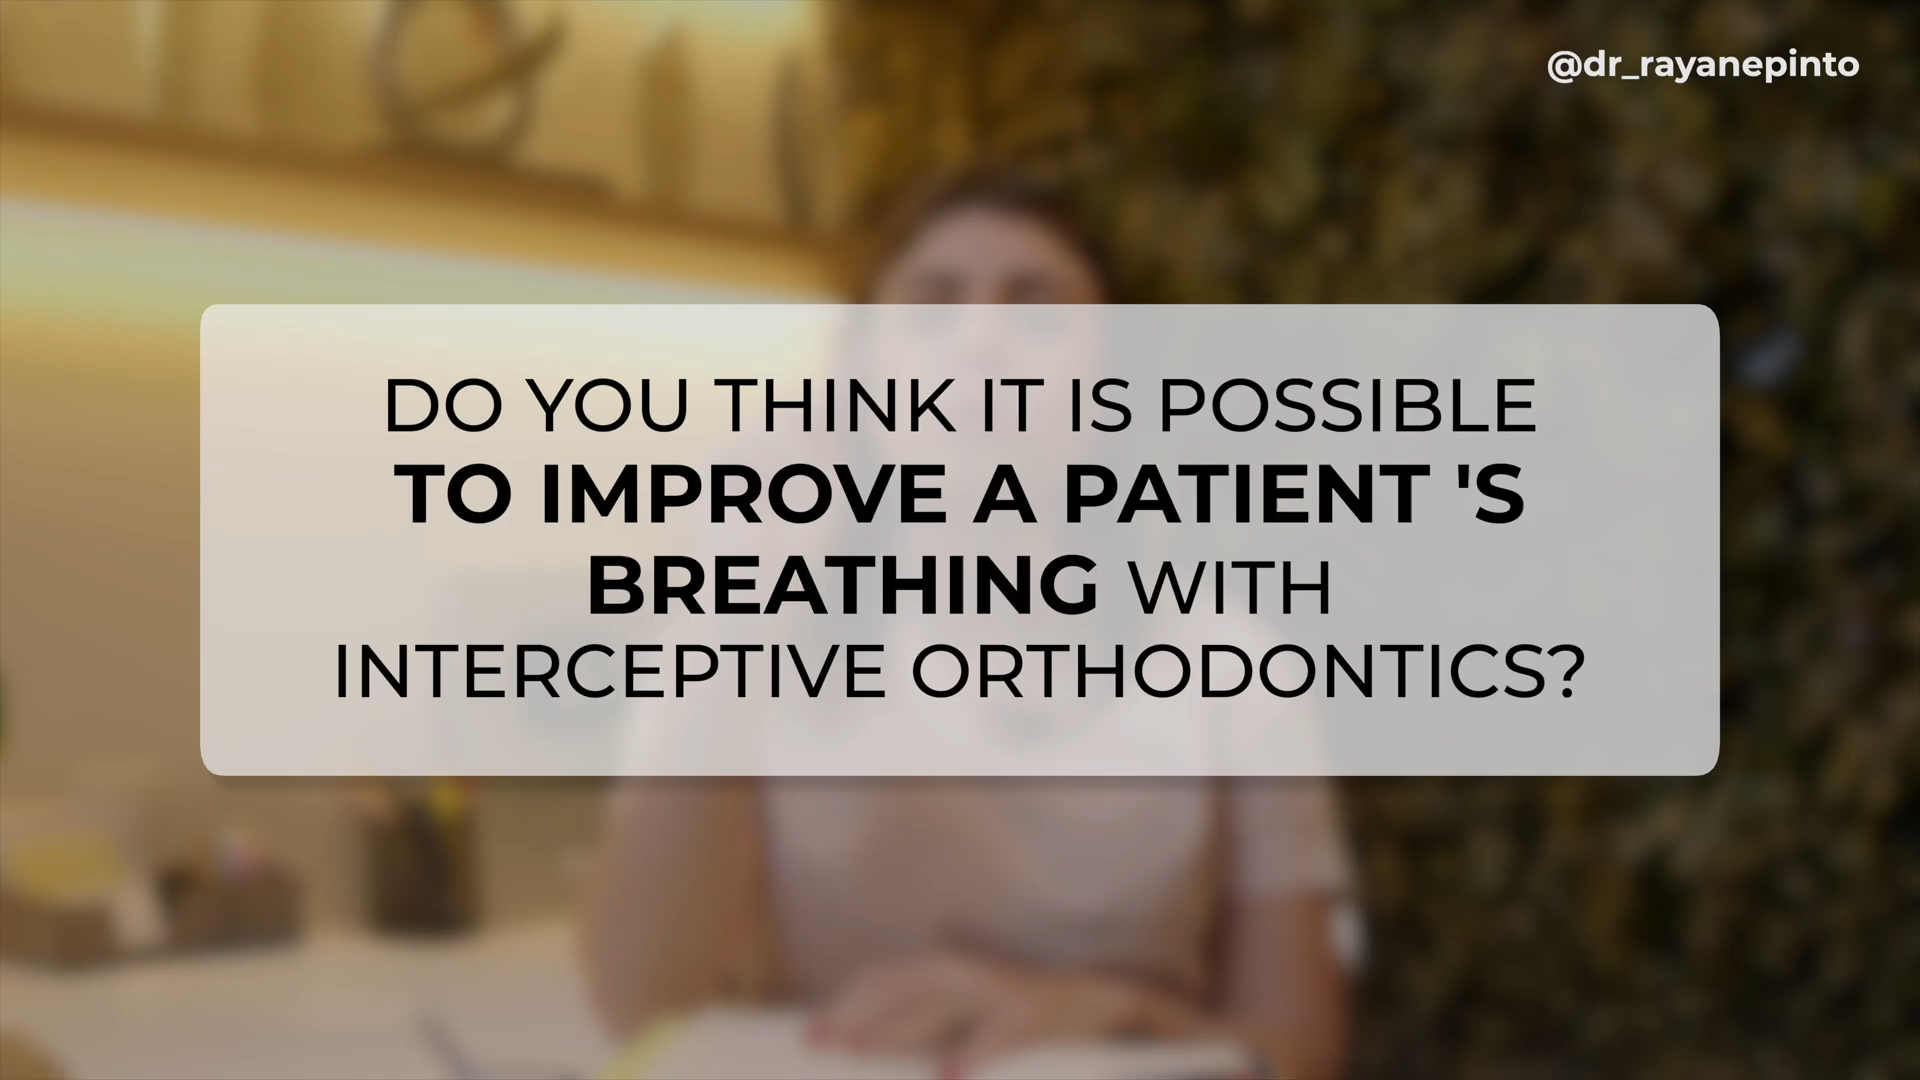 @dr_rayanepinto
DO YOU THINK IT IS POSSIBLE
TO IMPROVE A PATIENT 'S
BREATHING WITH
INTERCEPTIVE ORTHODONTICS?